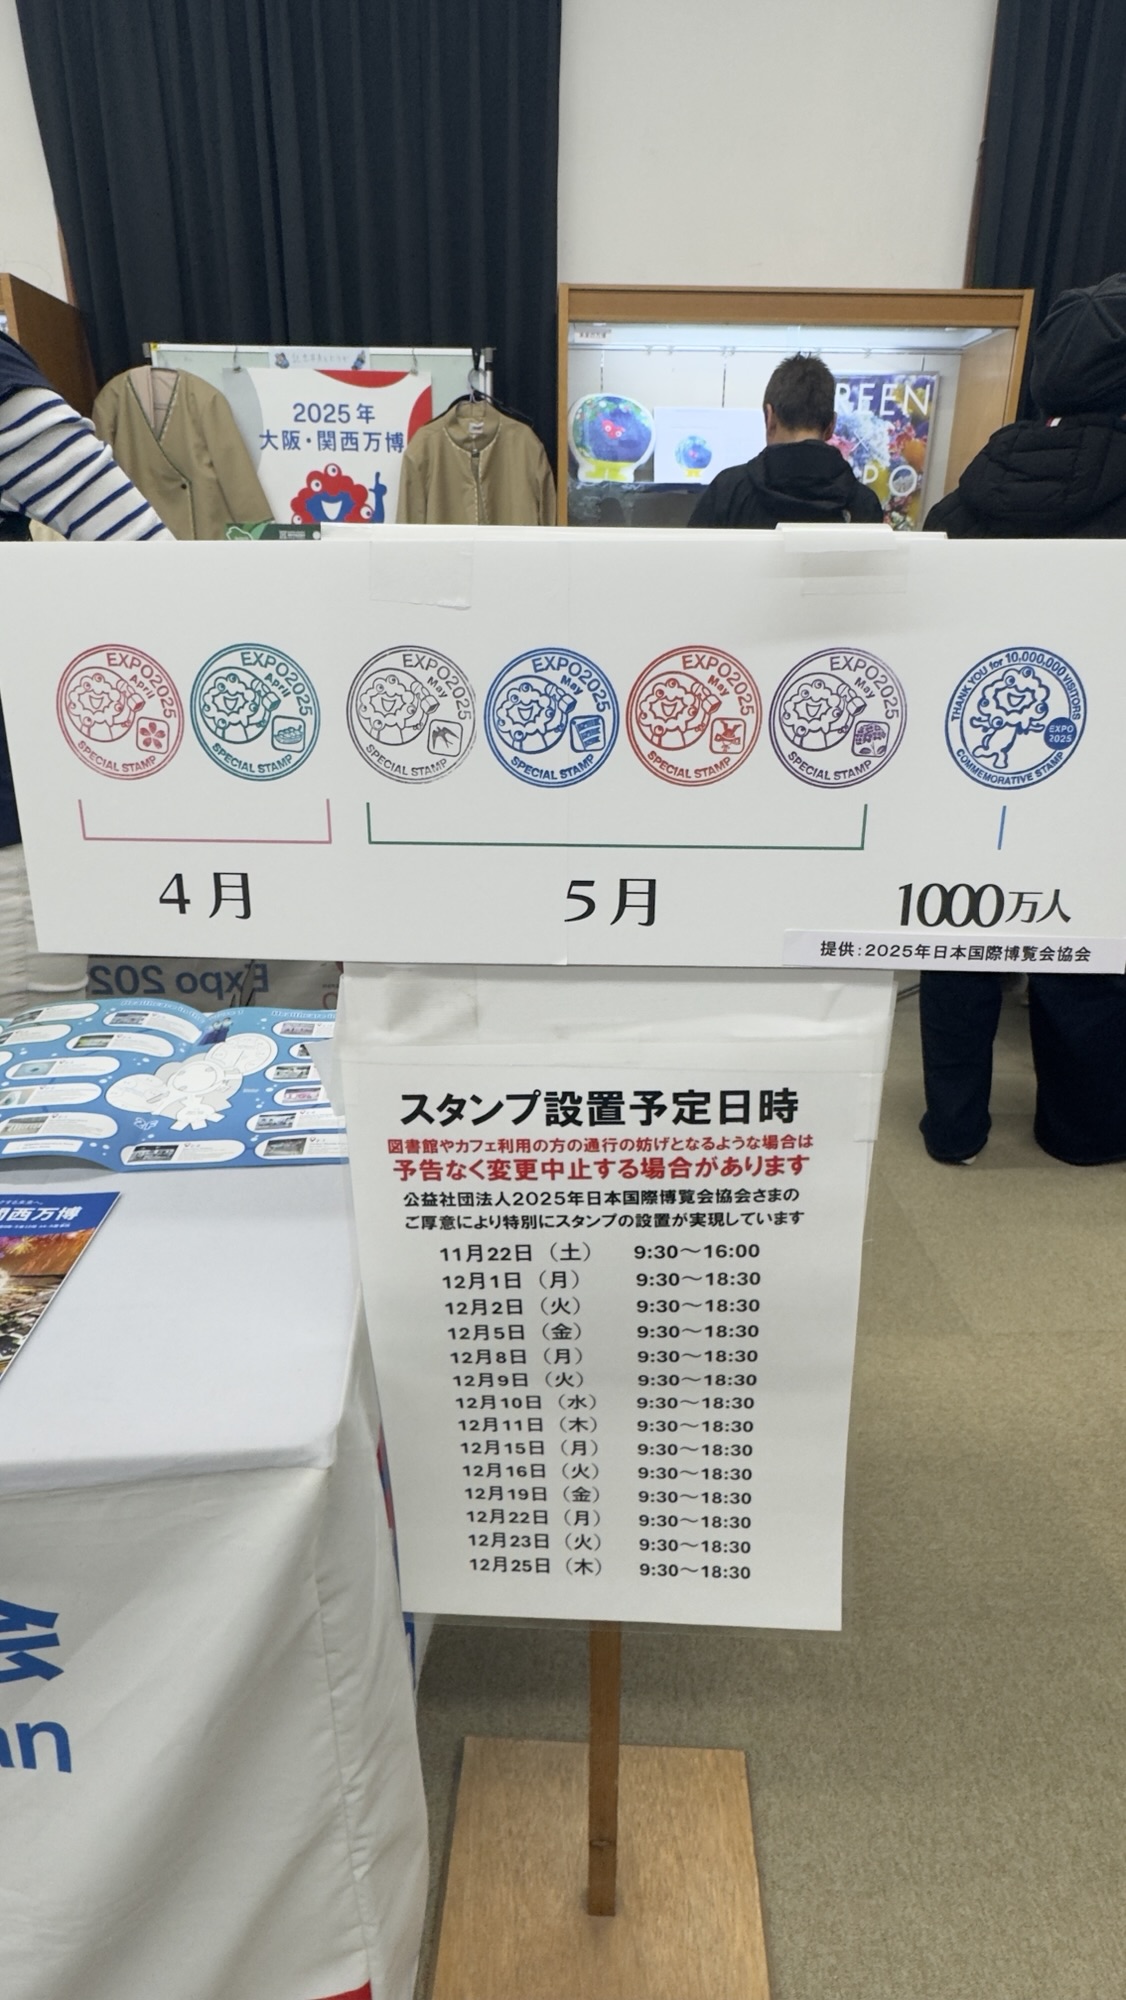 2025年
大阪・関西万博
GREEN
EXPO2025
April
SPECIAL STAMP
EXPO2025
April
SPECIAL STAMP
EXPO2025
May
SPECIAL STAMP
EXPO2025
May
SPECIAL STAMP
EXPO2025
May
SPECIAL STAMP
EXPO2025
May
SPECIAL STAMP
THANK YOU for 10,000,000 VISITORS
EXPO
2025
COMMEMORATIVE STAMP
4月
5月
1000万人
提供：2025年日本国際博覧会協会
Expo 202
スタンプ設置予定日時
図書館やカフェ利用の方の通行の妨げとなるような場合は
予告なく変更中止する場合があります
公益社団法人2025年日本国際博覧会協会さまの
ご厚意により特別にスタンプの設置が実現しています
11月22日（土） 9:30～16:00
12月1日（月） 9:30～18:30
12月2日（火） 9:30～18:30
12月5日（金） 9:30～18:30
12月8日（月） 9:30～18:30
12月9日（火） 9:30～18:30
12月10日（水） 9:30～18:30
12月11日（木） 9:30～18:30
12月15日（月） 9:30～18:30
12月16日（火） 9:30～18:30
12月19日（金） 9:30～18:30
12月22日（月） 9:30～18:30
12月23日（火） 9:30～18:30
12月25日（木） 9:30～18:30
関西万博
an